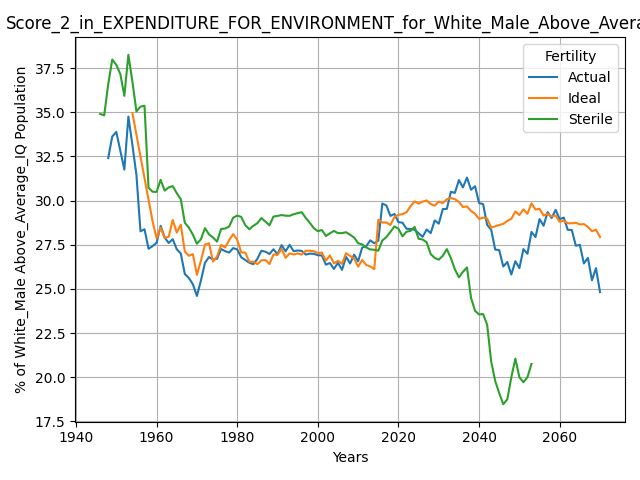 Score_2_in_EXPENDITURE_FOR_ENVIRONMENT_for_White_Male_Above_Avera
% of White_Male Above_Average_IQ Population
37.5
35.0
32.5
30.0
27.5
25.0
22.5
20.0
17.5
Fertility
Actual
Ideal
Sterile
1940
1960
1980
2000
2020
2040
2060
Years